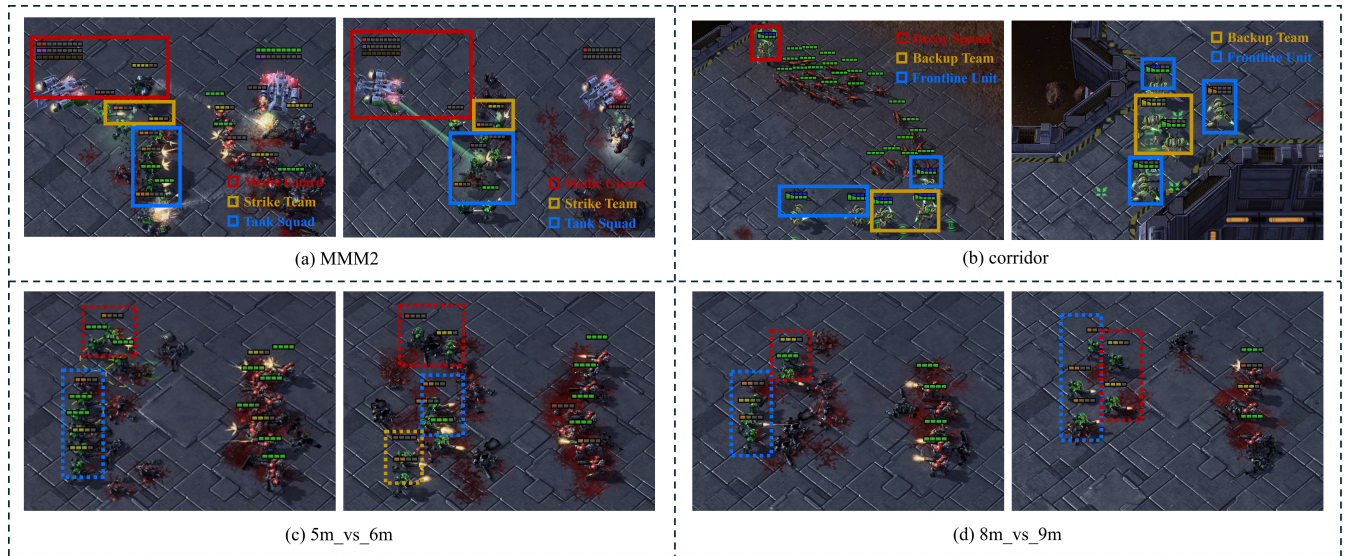 Medic Guard
Strike Team
Tank Squad
Medic Guard
Strike Team
Tank Squad
(a) MMM2
Decoy Squad
Backup Team
Frontline Unit
Backup Team
Frontline Unit
(b) corridor
(c) 5m_vs_6m
(d) 8m_vs_9m